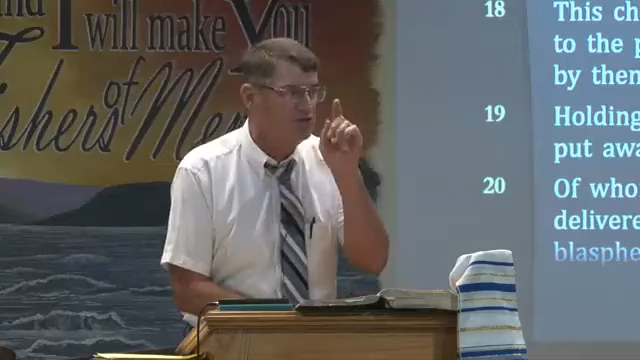 and I will make You
Fishers of Men
18 This ch
to the p
by them
19 Holding
put awa
20 Of who
delivere
blasphe